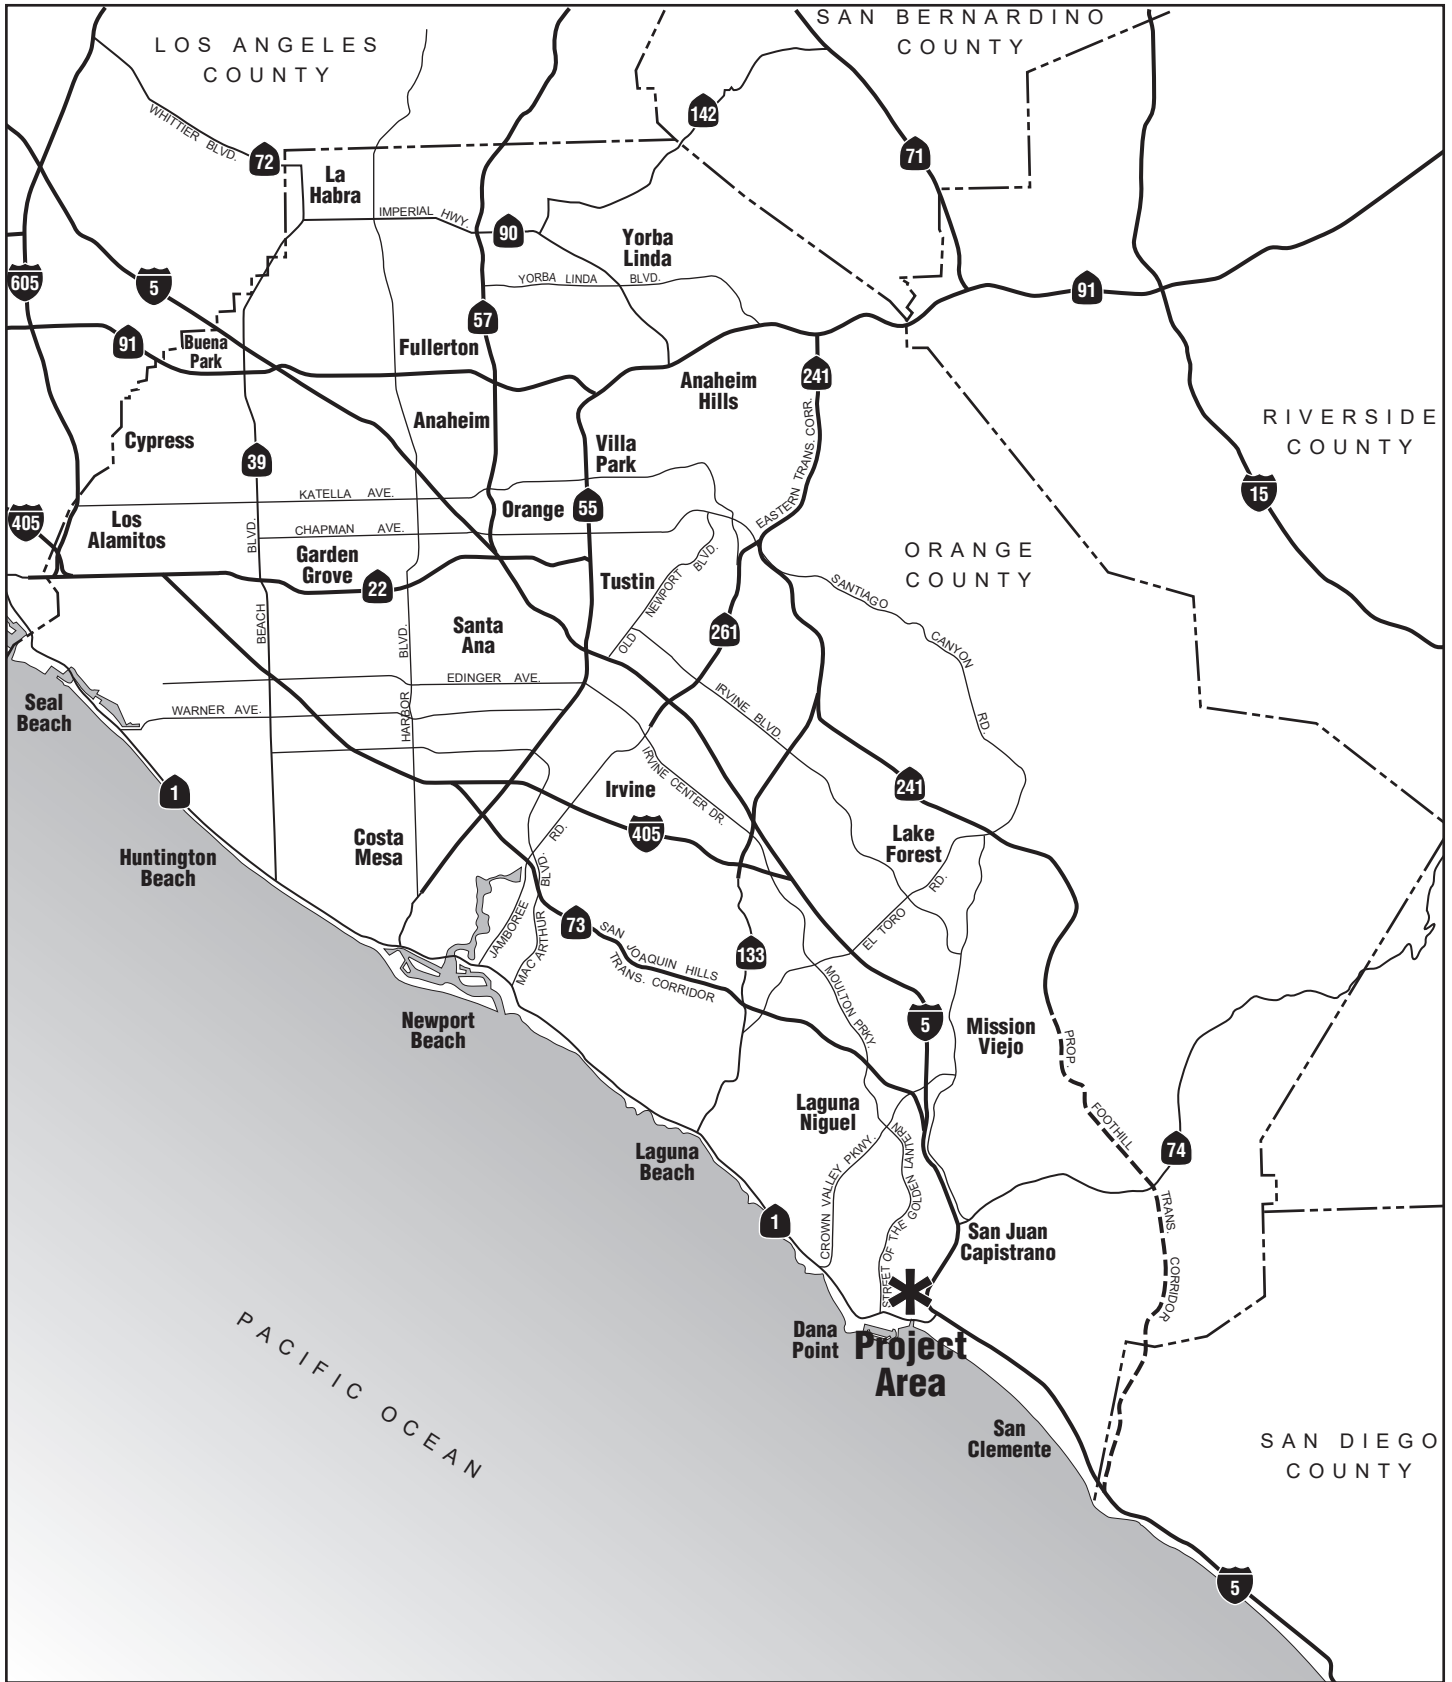 SAN BERNARDINO
COUNTY
LOS ANGELES
COUNTY
142
WHITTIER BLVD.
72
71
La
Habra
IMPERIAL HWY.
90
Yorba
Linda
605
5
YORBA LINDA BLVD.
91
57
91
Buena
Park
Fullerton
241
Anaheim
Hills
Anaheim
EASTERN TRANS. CORR.
RIVERSIDE
COUNTY
Cypress
Villa
Park
39
15
KATELLA AVE.
Orange
55
405
Los
Alamitos
BLVD.
CHAPMAN AVE.
Garden
Grove
22
ORANGE
COUNTY
Tustin
OLD NEWPORT BLVD.
SANTIAGO CANYON RD.
BEACH
BLVD.
Santa
Ana
261
EDINGER AVE.
IRVINE BLVD.
Seal
Beach
WARNER AVE.
HARBOR
IRVINE CENTER DR.
1
Irvine
241
405
Costa
Mesa
Lake
Forest
Huntington
Beach
RD.
BLVD.
EL TORO RD.
JAMBOREE
MAC ARTHUR
73
SAN JOAQUIN HILLS
TRANS. CORRIDOR
133
MOULTON PRKY.
Newport
Beach
5
Mission
Viejo
PROP.
FOOTHILL
TRANS.
CORRIDOR
Laguna
Niguel
74
Laguna
Beach
CROWN VALLEY PKWY.
STREET OF THE GOLDEN LANTERN
1
San Juan
Capistrano
Dana
Point
Project
Area
PACIFIC OCEAN
San
Clemente
SAN DIEGO
COUNTY
5